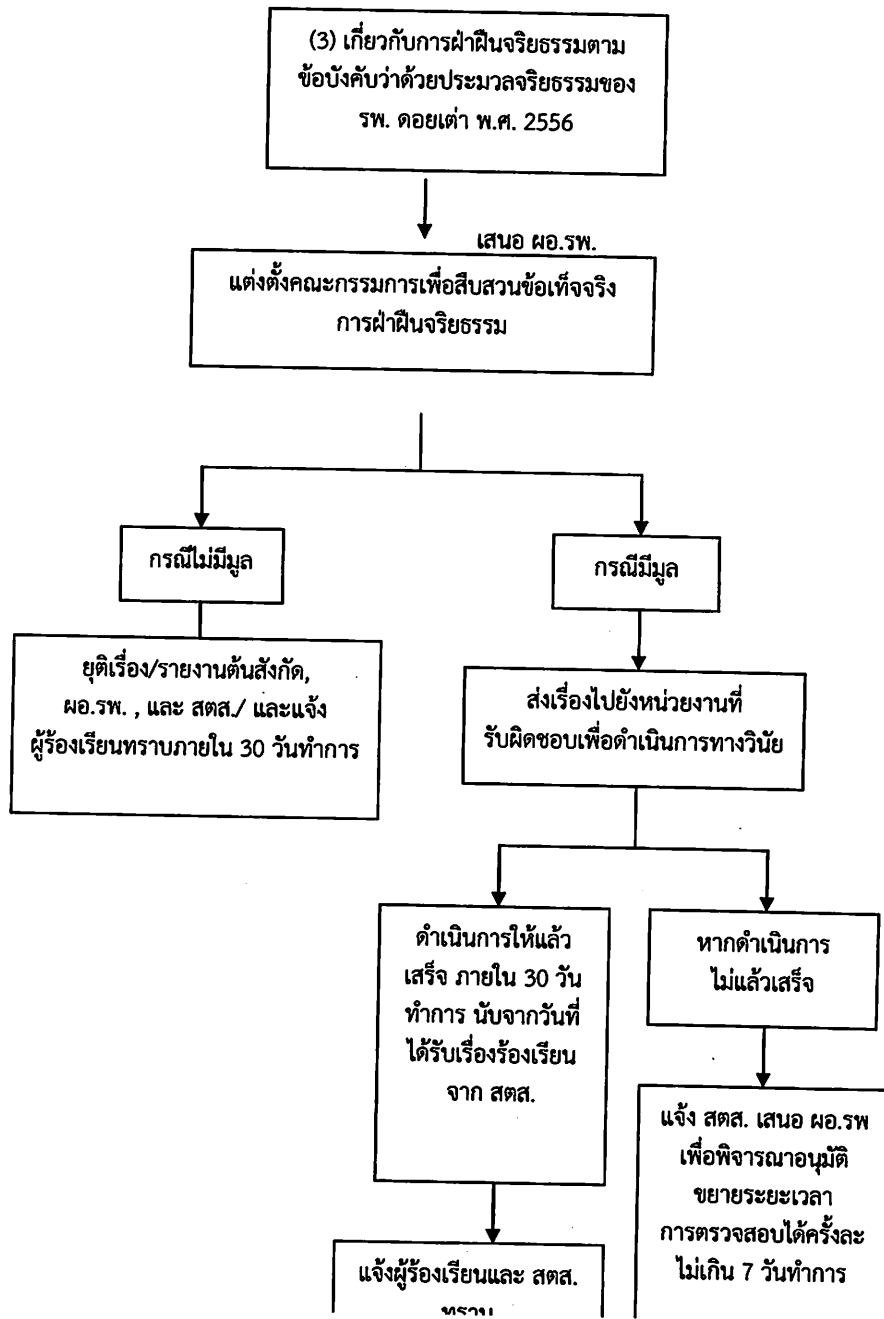 (3) เกี่ยวกับการฝ่าฝืนจริยธรรมตาม
ข้อบังคับว่าด้วยประมวลจริยธรรมของ
รพ. ดอยเต่า พ.ศ. 2556
เสนอ ผอ.รพ.
แต่งตั้งคณะกรรมการเพื่อสืบสวนข้อเท็จจริง
การฝ่าฝืนจริยธรรม
กรณีไม่มีมูล
กรณีมีมูล
ยุติเรื่อง/รายงานต้นสังกัด,
ผอ.รพ. , และ สตส./ และแจ้ง
ผู้ร้องเรียนทราบภายใน 30 วันทำการ
ส่งเรื่องไปยังหน่วยงานที่
รับผิดชอบเพื่อดำเนินการทางวินัย
ดำเนินการให้แล้ว
เสร็จ ภายใน 30 วัน
ทำการ นับจากวันที่
ได้รับเรื่องร้องเรียน
จาก สตส.
หากดำเนินการ
ไม่แล้วเสร็จ
แจ้ง สตส. เสนอ ผอ.รพ
เพื่อพิจารณาอนุมัติ
ขยายระยะเวลา
การตรวจสอบได้ครั้งละ
ไม่เกิน 7 วันทำการ
แจ้งผู้ร้องเรียนและ สตส.
ทราบ